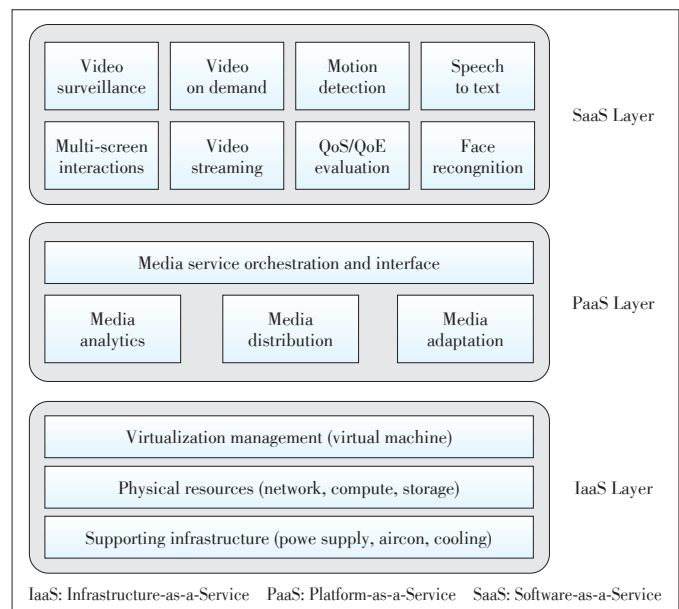 Video
surveillance
Video
on demand
Motion
detection
Speech
to text
Multi-screen
interactions
Video
streaming
QoS/QoE
evaluation
Face
recongnition
SaaS Layer
Media service orchestration and interface
Media
analytics
Media
distribution
Media
adaptation
PaaS Layer
Virtualization management (virtual machine)
Physical resources (network, compute, storage)
Supporting infrastructure (powe supply, aircon, cooling)
IaaS Layer
IaaS: Infrastructure-as-a-Service PaaS: Platform-as-a-Service SaaS: Software-as-a-Service